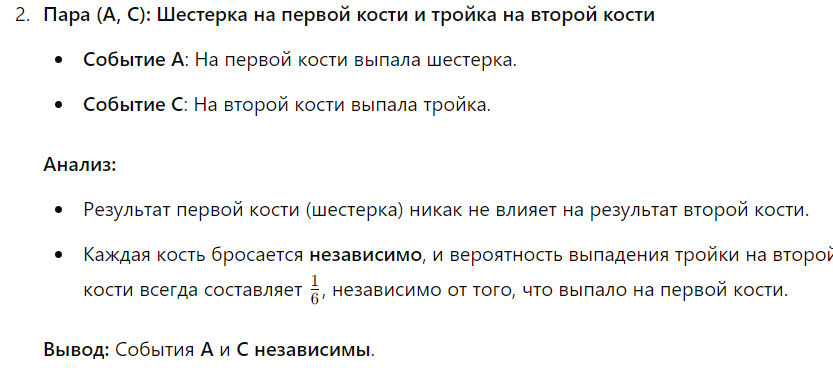 2. Пара (A, C): Шестерка на первой кости и тройка на второй кости
• Событие A: На первой кости выпала шестерка.
• Событие C: На второй кости выпала тройка.
Анализ:
• Результат первой кости (шестерка) никак не влияет на результат второй кости.
• Каждая кость бросается независимо, и вероятность выпадения тройки на второй
кости всегда составляет 1/6, независимо от того, что выпало на первой кости.
Вывод: События A и C независимы.